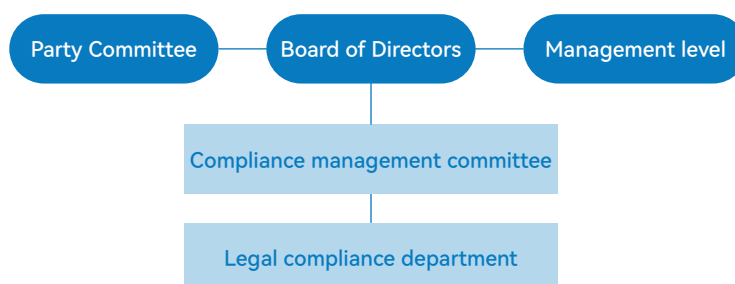 Party Committee
Board of Directors
Management level
Compliance management committee
Legal compliance department